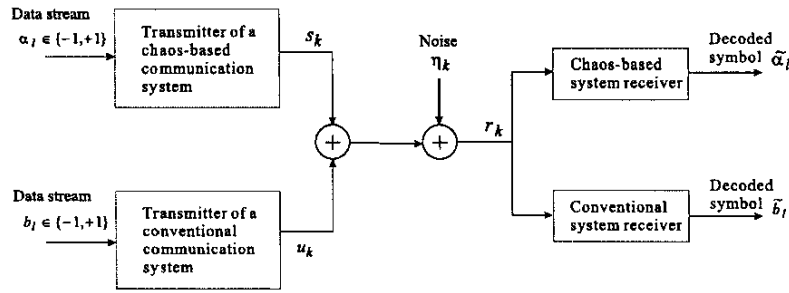 Data stream
α_l ∈ {-1,+1}
Transmitter of a
chaos-based
communication
system
s_k
Noise
η_k
Chaos-based
system receiver
Decoded
symbol α̃_l
+
+
r_k
Data stream
b_l ∈ {-1,+1}
Transmitter of a
conventional
communication
system
u_k
Conventional
system receiver
Decoded
symbol b̃_l